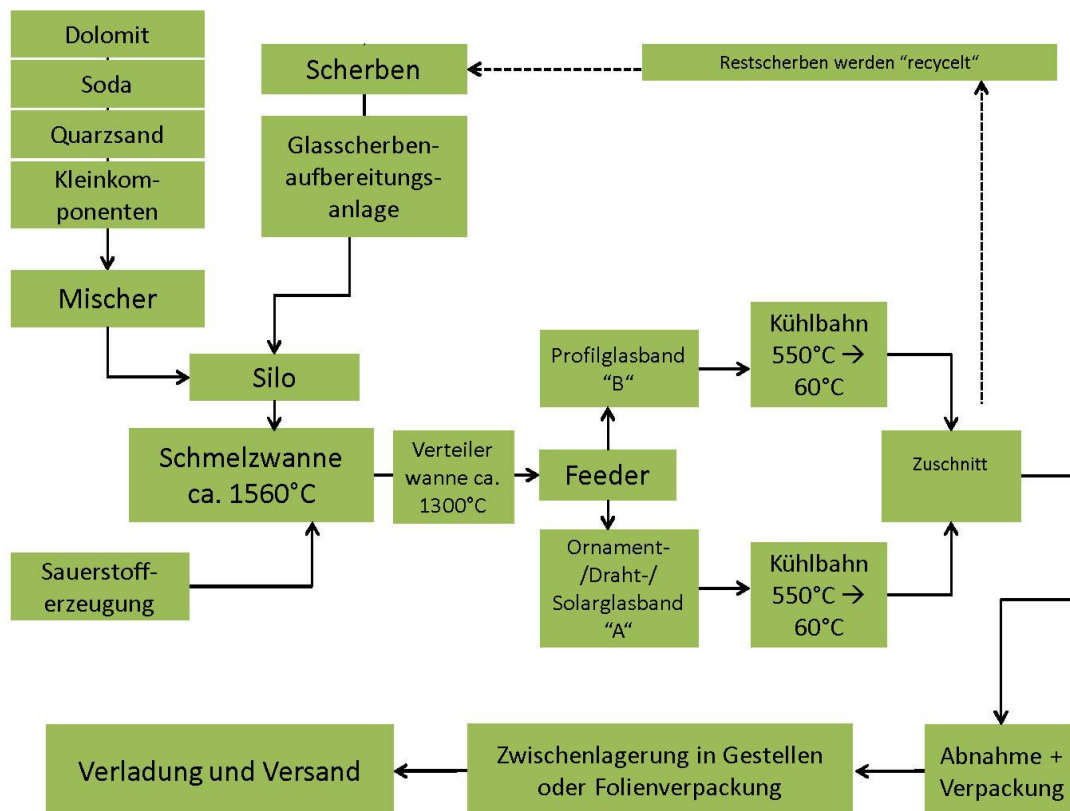 Dolomit
Soda
Quarzsand
Kleinkom-
ponenten
Mischer
Scherben
Restscherben werden “recycelt“
Glasscherben-
aufbereitungs-
anlage
Silo
Schmelzwanne
ca. 1560°C
Sauerstoff-
erzeugung
Verteiler
wanne ca.
1300°C
Feeder
Profilglasband
“B“
Kühlbahn
550°C →
60°C
Ornament-
/Draht-/
Solarglasband
“A“
Kühlbahn
550°C →
60°C
Zuschnitt
Abnahme +
Verpackung
Zwischenlagerung in Gestellen
oder Folienverpackung
Verladung und Versand